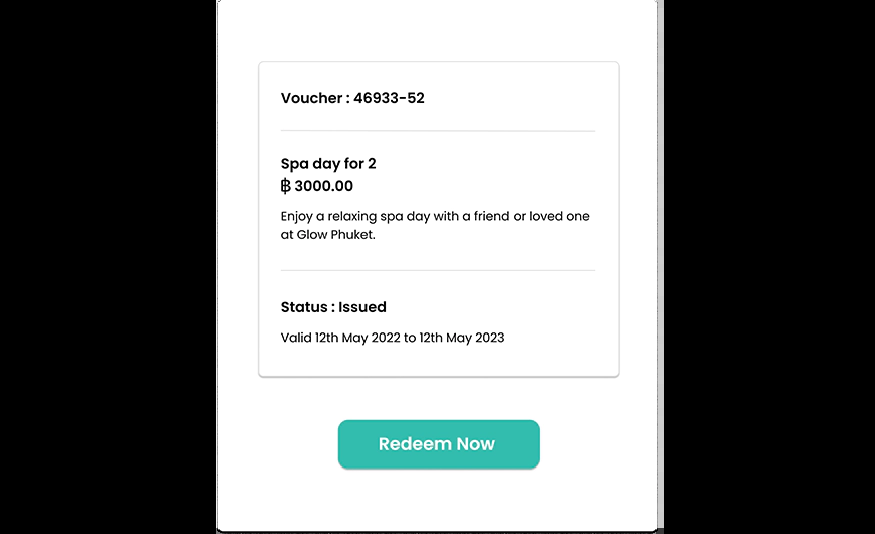 Voucher : 46933-52
Spa day for 2
฿ 3000.00
Enjoy a relaxing spa day with a friend or loved one
at Glow Phuket.
Status : Issued
Valid 12th May 2022 to 12th May 2023
Redeem Now